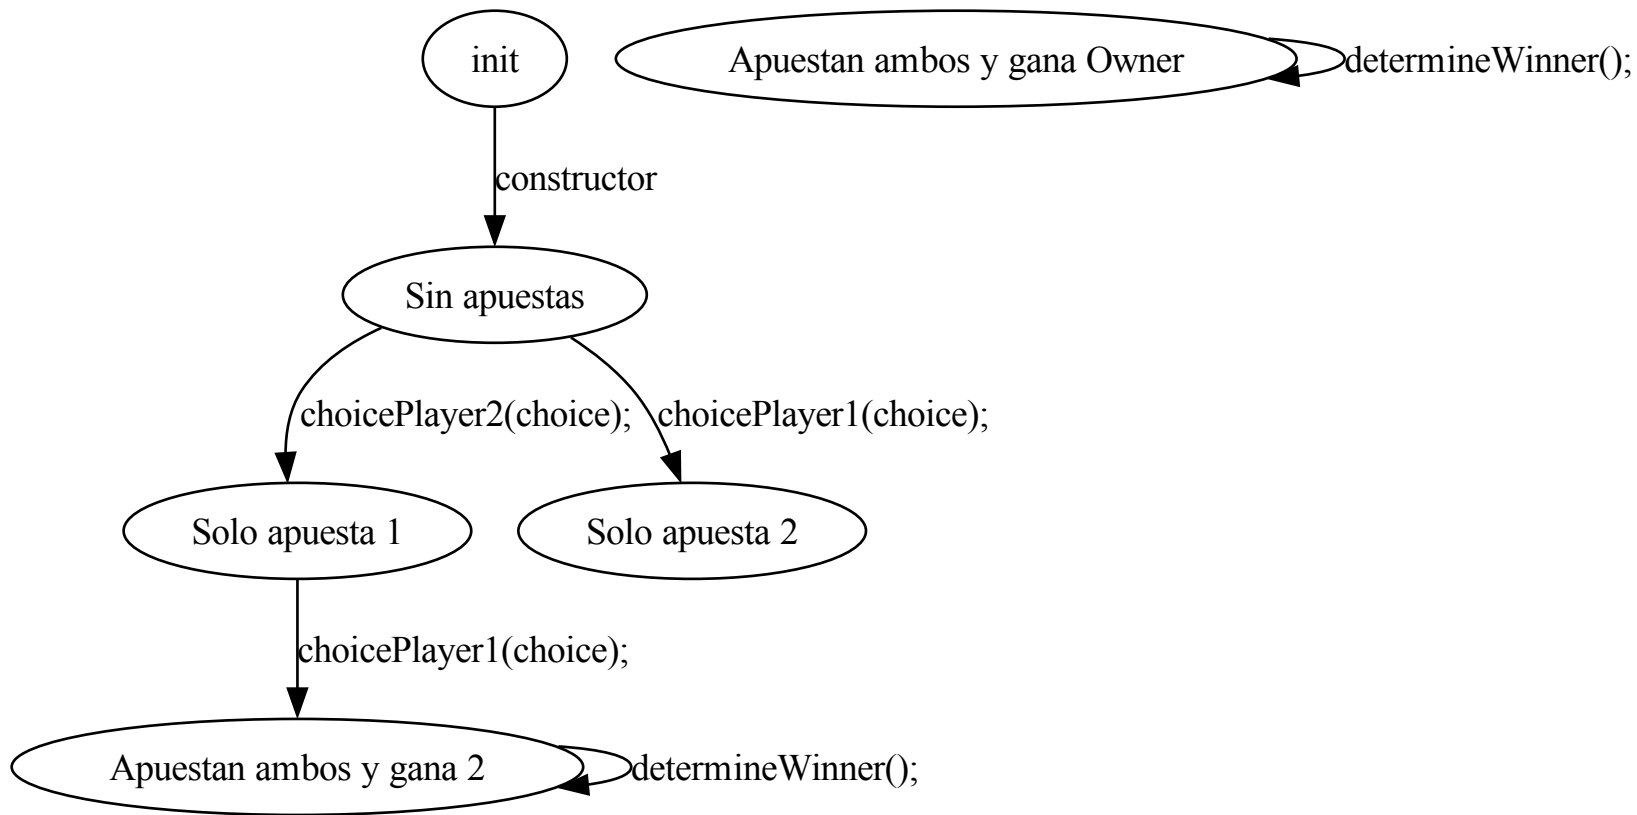 init
Apuestan ambos y gana Owner
determineWinner();
constructor
Sin apuestas
choicePlayer2(choice);
choicePlayer1(choice);
Solo apuesta 1
Solo apuesta 2
choicePlayer1(choice);
Apuestan ambos y gana 2
determineWinner();